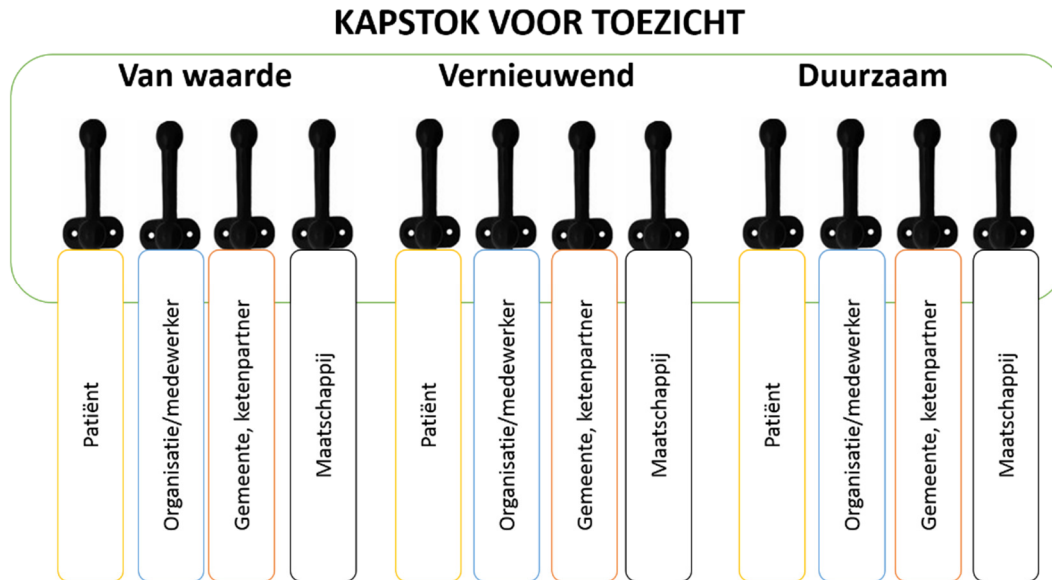 KAPSTOK VOOR TOEZICHT
Van waarde
Vernieuwend
Duurzaam
Patiënt
Organisatie/medewerker
Gemeente, ketenpartner
Maatschappij
Patiënt
Organisatie/medewerker
Gemeente, ketenpartner
Maatschappij
Patiënt
Organisatie/medewerker
Gemeente, ketenpartner
Maatschappij